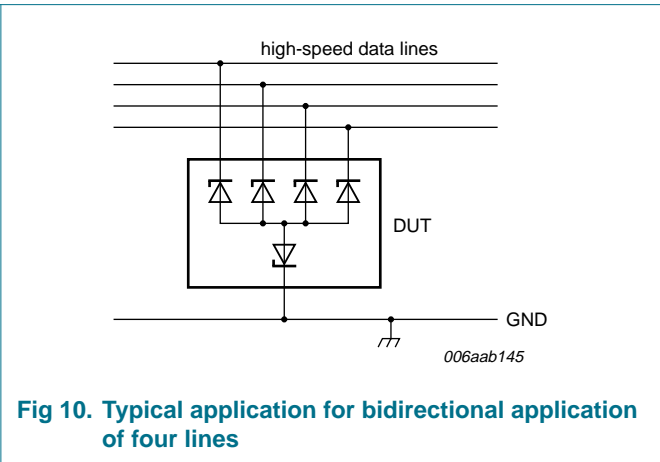 high-speed data lines
DUT
GND
006aab145
Fig 10. Typical application for bidirectional application
of four lines